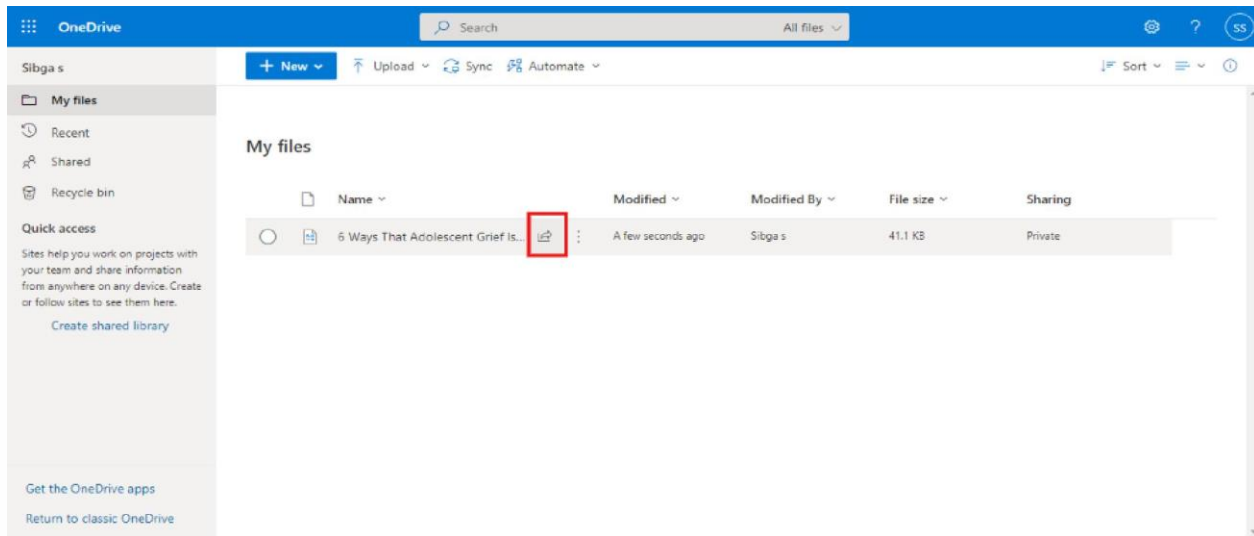 OneDrive
Search
All files
SS
Sibga s
+ New
Upload
Sync
Automate
Sort
My files
Recent
Shared
Recycle bin
Quick access
Sites help you work on projects with
your team and share information
from anywhere on any device. Create
or follow sites to see them here.
Create shared library
Get the OneDrive apps
Return to classic OneDrive
My files
Name
Modified
Modified By
File size
Sharing
6 Ways That Adolescent Grief Is...
A few seconds ago
Sibga s
41.1 KB
Private